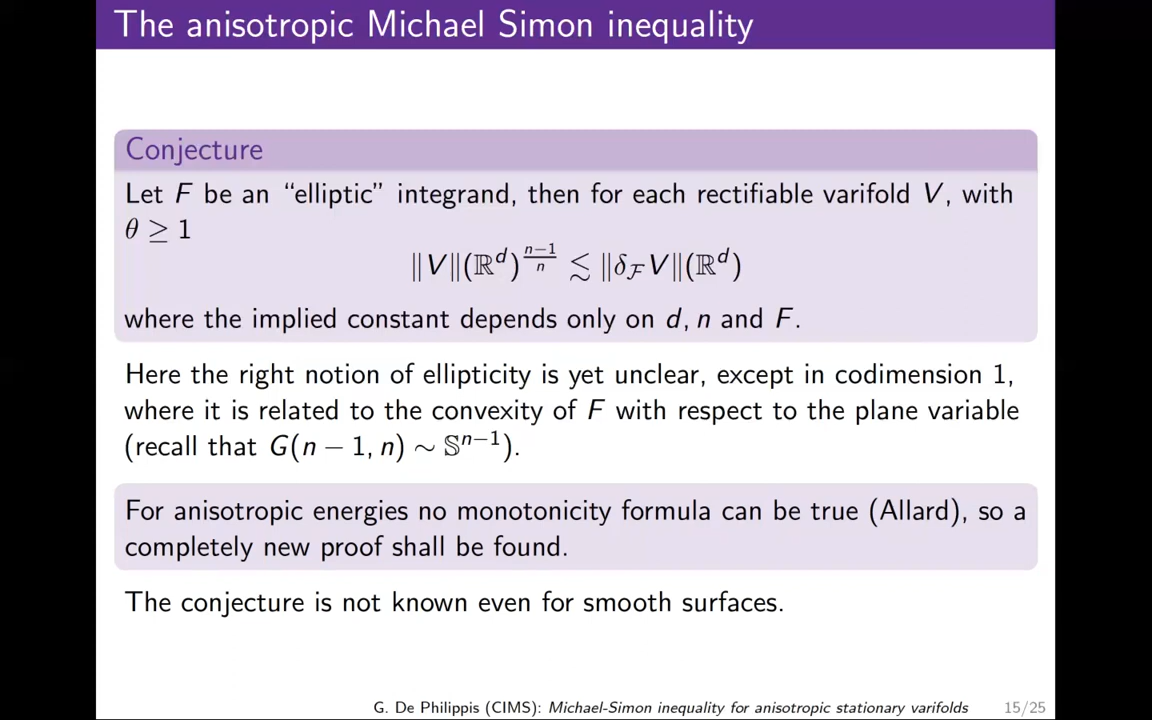 The anisotropic Michael Simon inequality
Conjecture
Let F be an “elliptic” integrand, then for each rectifiable varifold V, with
θ ≥ 1
‖V‖(ℝᵈ)^{\frac{n−1}{n}} ≲ ‖δ_ℱ V‖(ℝᵈ)
where the implied constant depends only on d, n and F.
Here the right notion of ellipticity is yet unclear, except in codimension 1,
where it is related to the convexity of F with respect to the plane variable
(recall that G(n − 1, n) ∼ 𝕊ⁿ⁻¹).
For anisotropic energies no monotonicity formula can be true (Allard), so a
completely new proof shall be found.
The conjecture is not known even for smooth surfaces.
G. De Philippis (CIMS): Michael-Simon inequality for anisotropic stationary varifolds 15/25